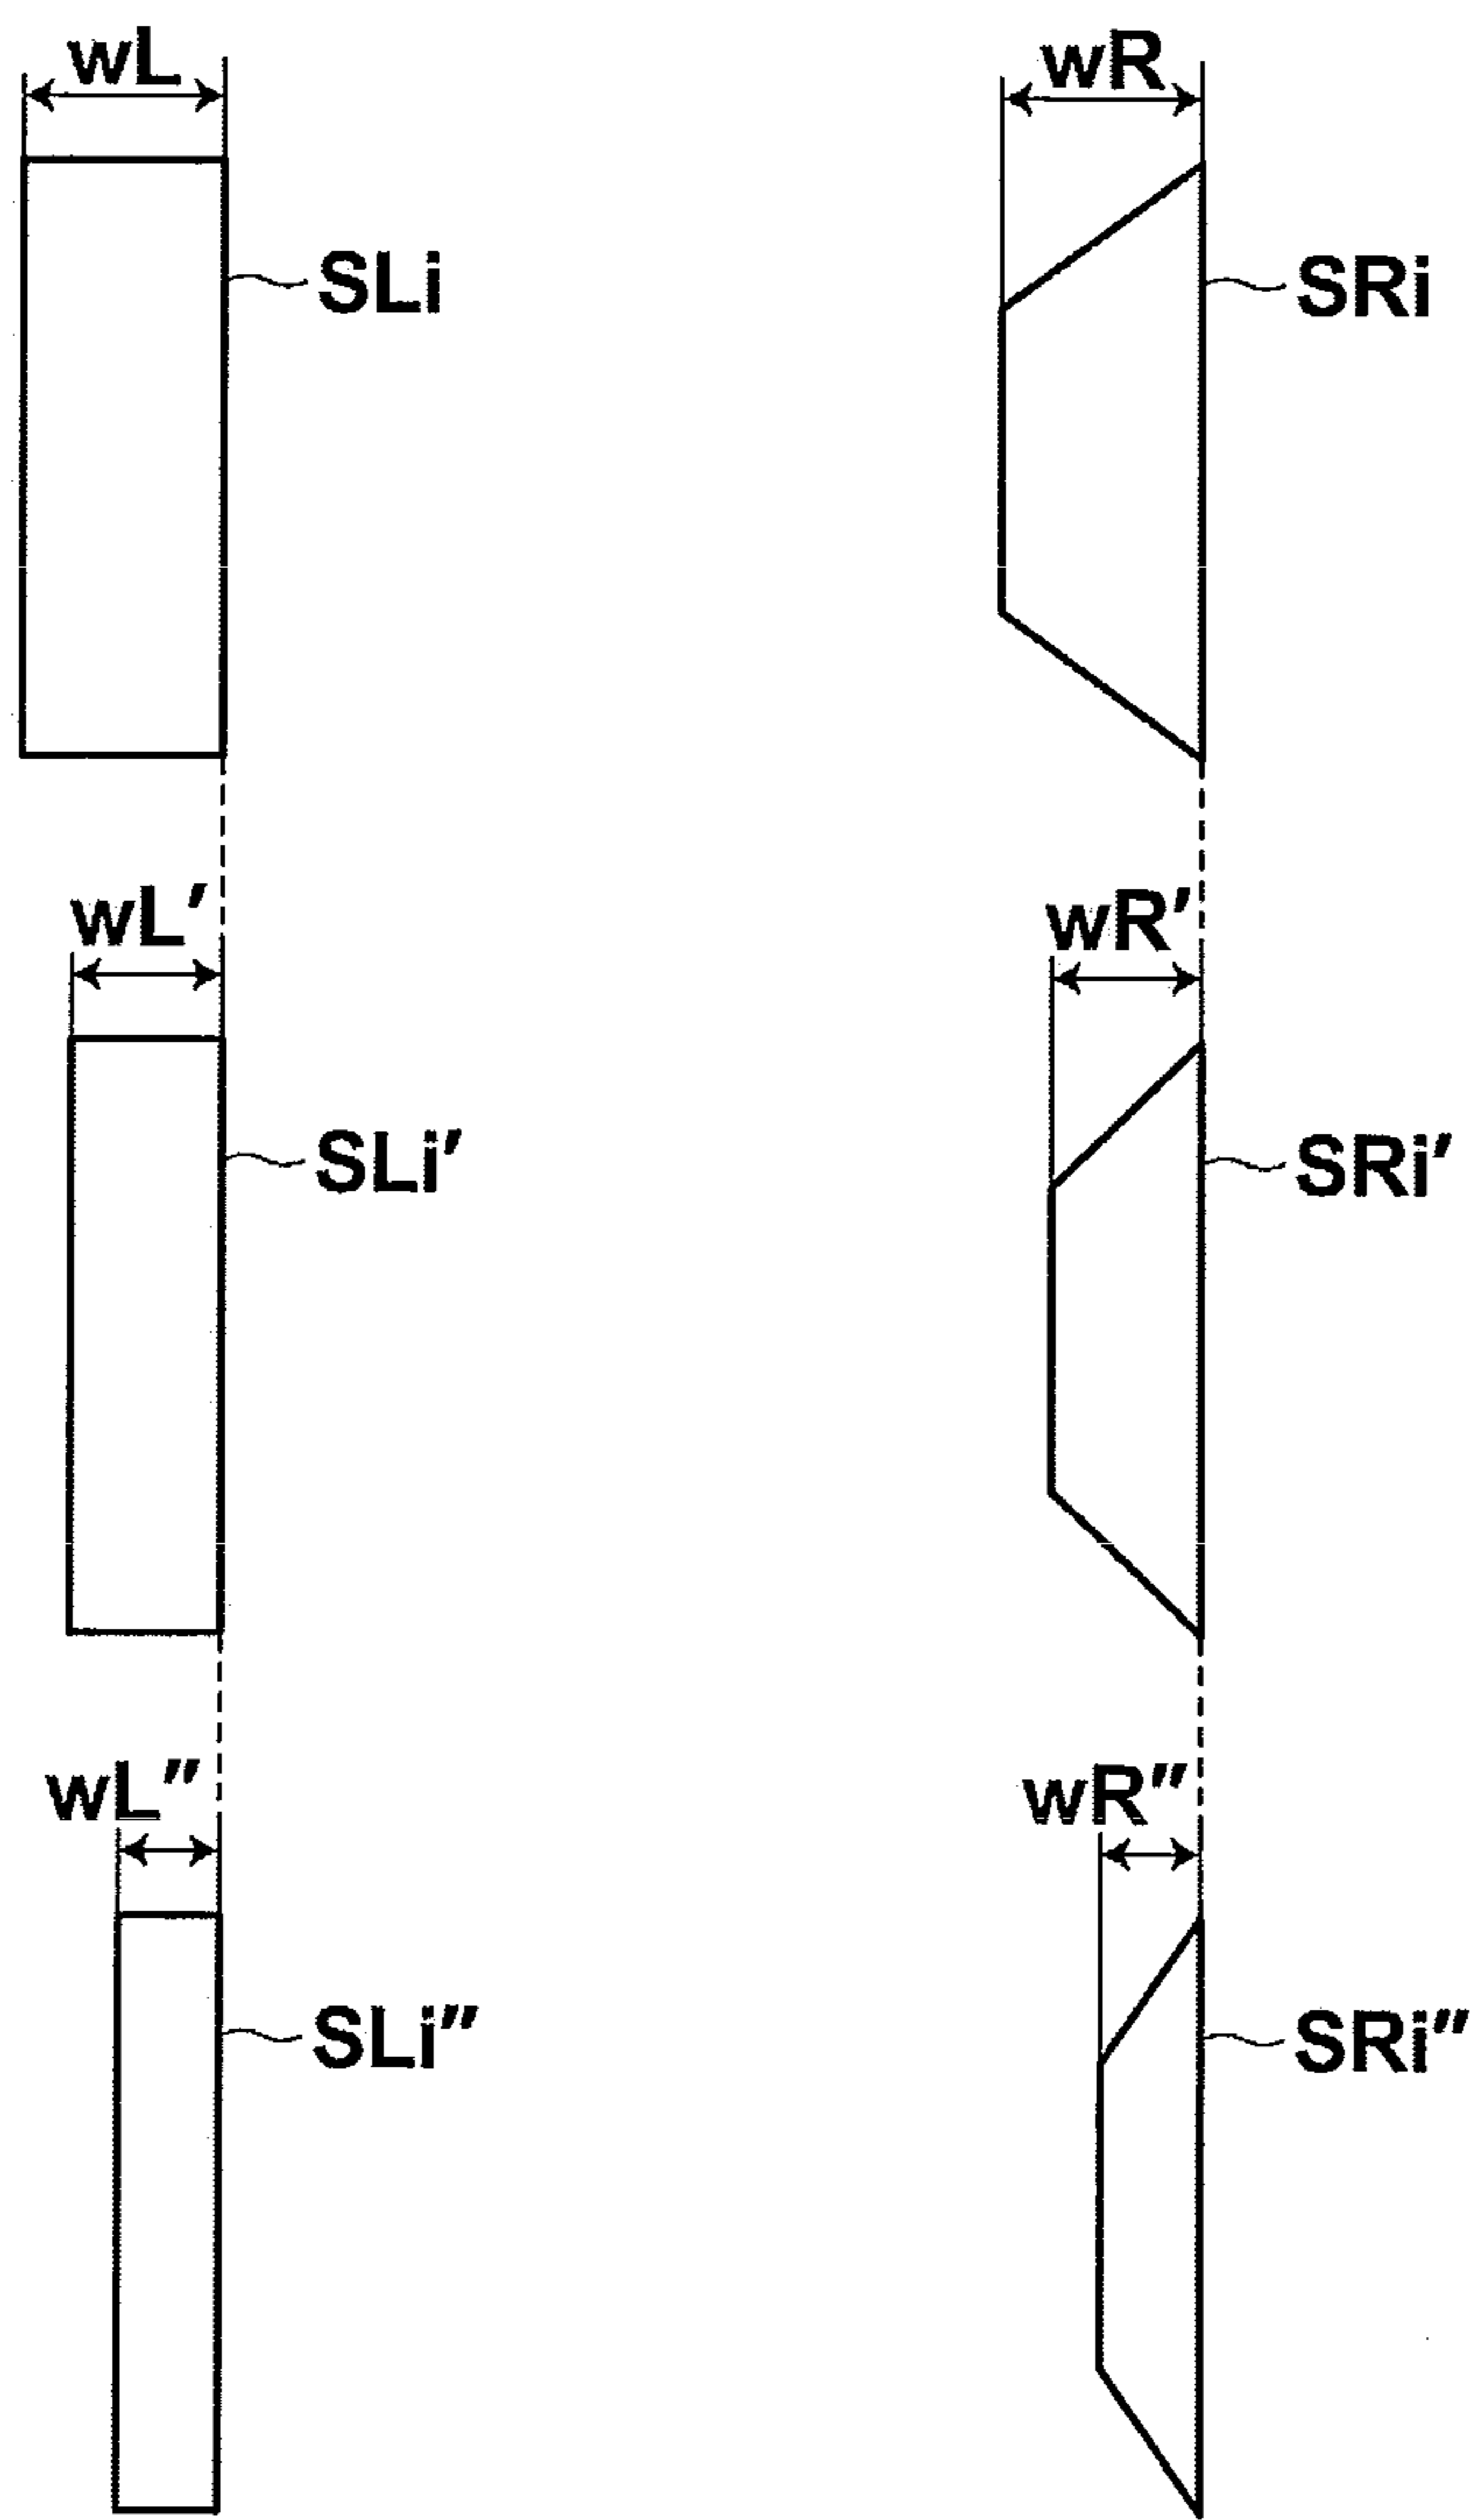 wL
wR
SLi
SRi
wL′
wR′
SLi′
SRi′
wL″
wR″
SLi″
SRi″